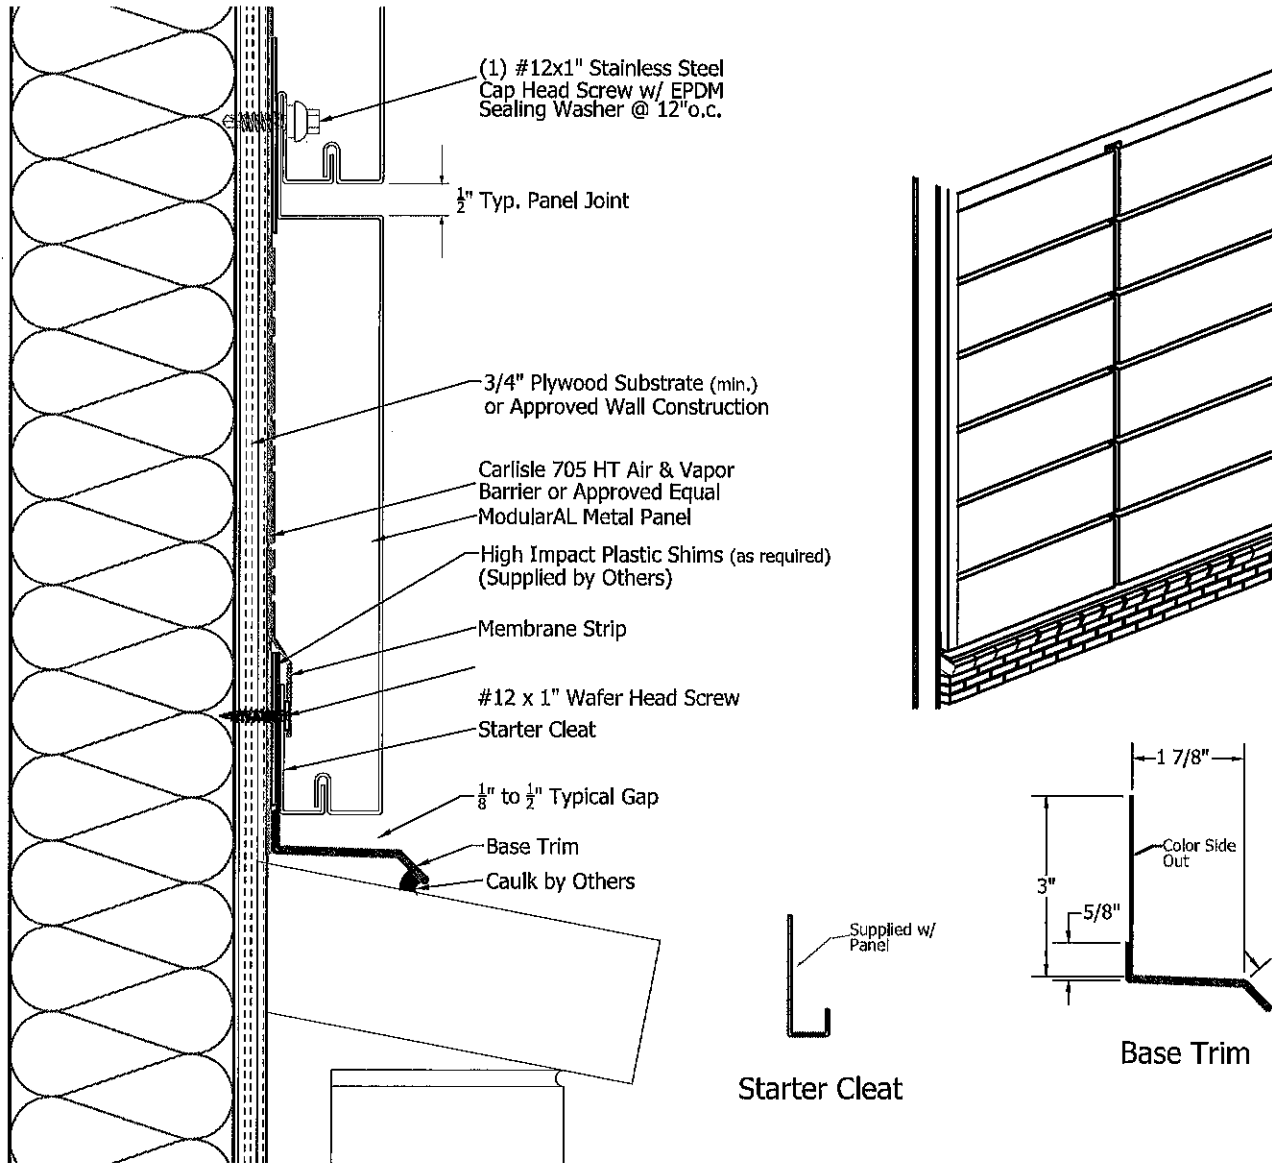 (1) #12x1" Stainless Steel
Cap Head Screw w/ EPDM
Sealing Washer @ 12"o.c.
1/2" Typ. Panel Joint
3/4" Plywood Substrate (min.)
or Approved Wall Construction
Carlisle 705 HT Air & Vapor
Barrier or Approved Equal
ModularAL Metal Panel
High Impact Plastic Shims (as required)
(Supplied by Others)
Membrane Strip
#12 x 1" Wafer Head Screw
Starter Cleat
1/8" to 1/2" Typical Gap
Base Trim
Caulk by Others
Supplied w/
Panel
Starter Cleat
1 7/8"
Color Side
Out
3"
5/8"
Base Trim